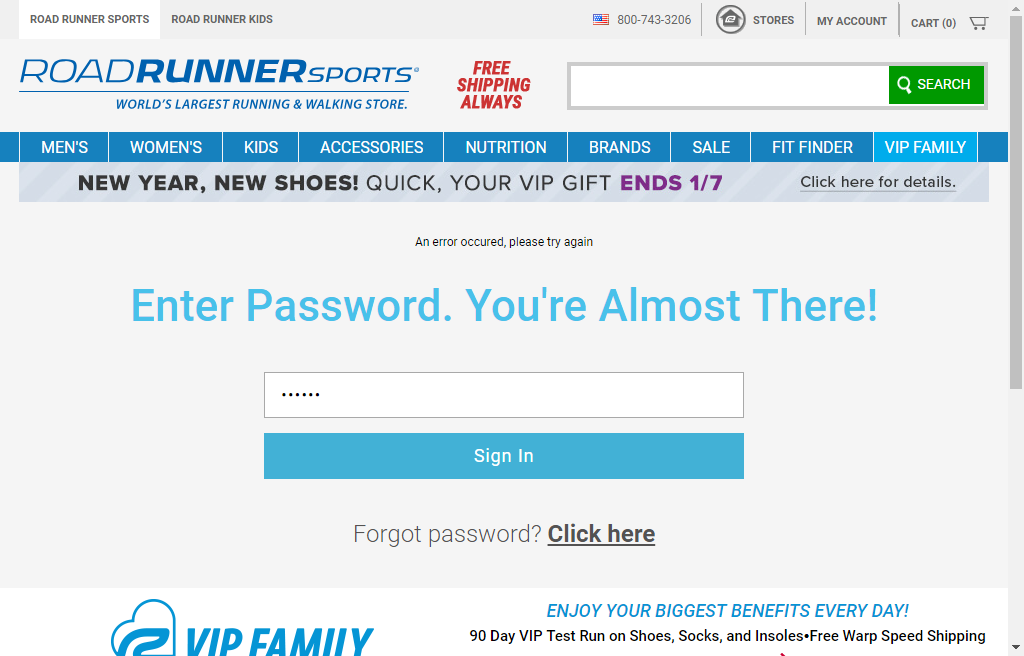 ROAD RUNNER SPORTS ROAD RUNNER KIDS 800-743-3206 STORES MY ACCOUNT CART (0)
ROADRUNNERSPORTS®
WORLD'S LARGEST RUNNING & WALKING STORE.
FREE
SHIPPING
ALWAYS
SEARCH
MEN'S WOMEN'S KIDS ACCESSORIES NUTRITION BRANDS SALE FIT FINDER VIP FAMILY
NEW YEAR, NEW SHOES! QUICK, YOUR VIP GIFT ENDS 1/7 Click here for details.
An error occured, please try again
Enter Password. You're Almost There!
••••••
Sign In
Forgot password? Click here
VIP FAMILY
ENJOY YOUR BIGGEST BENEFITS EVERY DAY!
90 Day VIP Test Run on Shoes, Socks, and Insoles•Free Warp Speed Shipping